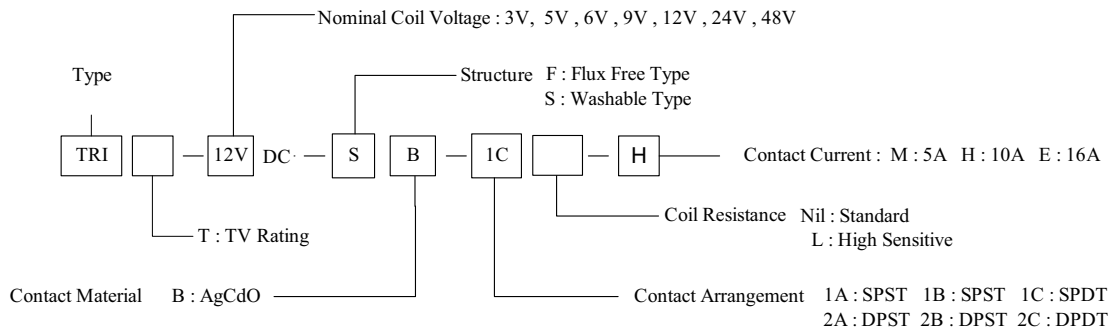 Nominal Coil Voltage : 3V, 5V , 6V , 9V , 12V , 24V , 48V
Type
Structure F : Flux Free Type
S : Washable Type
TRI 12V DC S B 1C H Contact Current : M : 5A H : 10A E : 16A
Coil Resistance Nil : Standard
L : High Sensitive
T : TV Rating
Contact Material B : AgCdO
Contact Arrangement 1A : SPST 1B : SPST 1C : SPDT
2A : DPST 2B : DPST 2C : DPDT